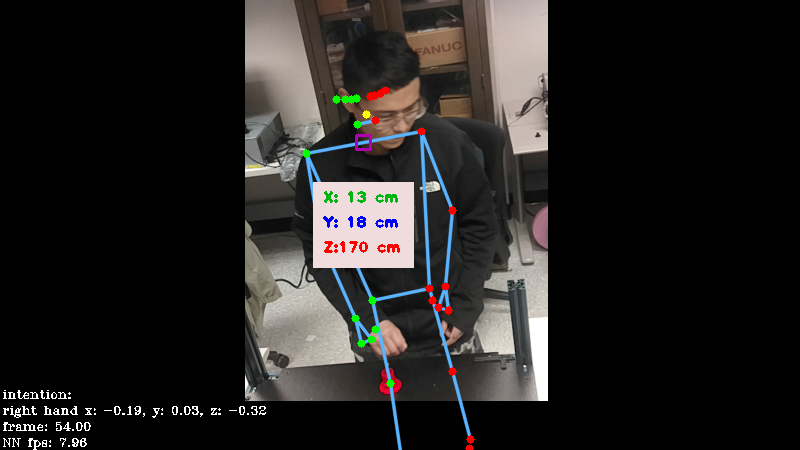 FANUC
X: 13 cm
Y: 18 cm
Z:170 cm
intention:
right hand x: -0.19, y: 0.03, z: -0.32
frame: 54.00
NN fps: 7.96